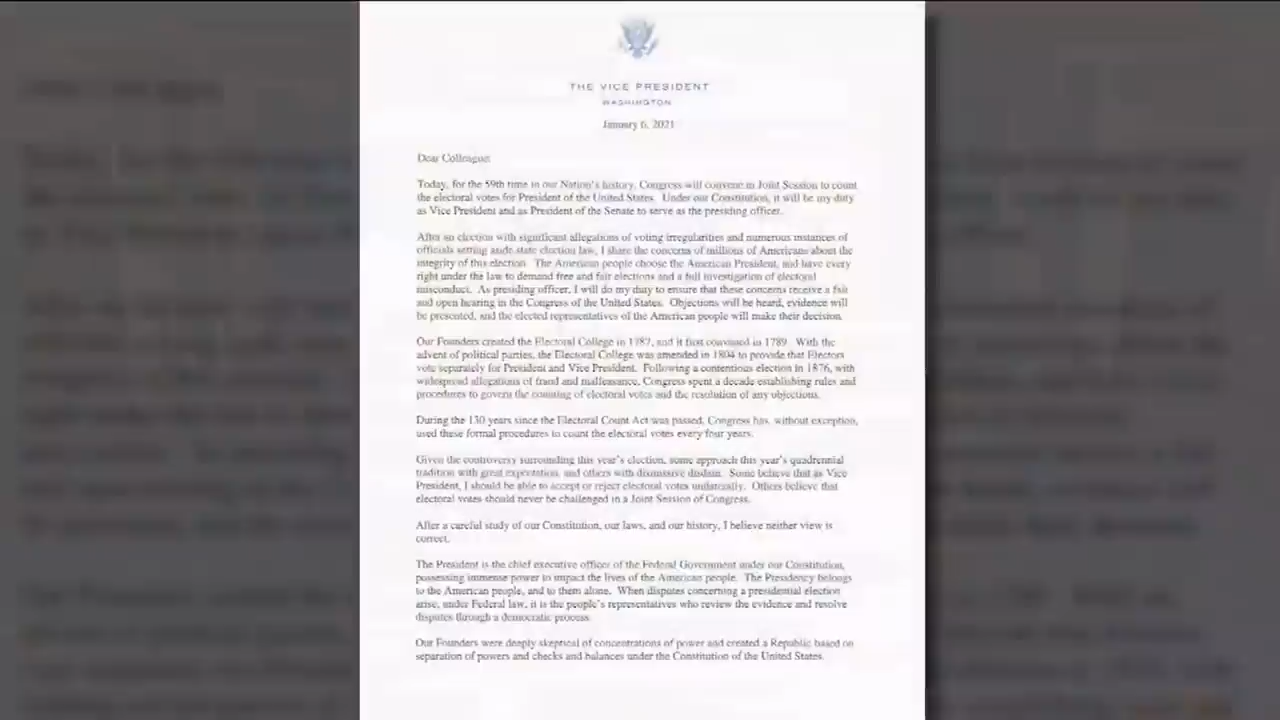 THE VICE PRESIDENT
WASHINGTON
January 6, 2021
Dear Colleague:
Today, for the 59th time in our Nation's history, Congress will convene in Joint Session to count
the electoral votes for President of the United States. Under our Constitution, it will be my duty
as Vice President and as President of the Senate to serve as the presiding officer.
After an election with significant allegations of voting irregularities and numerous instances of
officials setting aside state election law, I share the concerns of millions of Americans about the
integrity of this election. The American people choose the American President, and have every
right under the law to demand free and fair elections and a full investigation of electoral
misconduct. As presiding officer, I will do my duty to ensure that these concerns receive a fair
and open hearing in the Congress of the United States. Objections will be heard, evidence will
be presented, and the elected representatives of the American people will make their decision.
Our Founders created the Electoral College in 1787, and it first convened in 1789. With the
advent of political parties, the Electoral College was amended in 1804 to provide that Electors
vote separately for President and Vice President. Following a contentious election in 1876, with
widespread allegations of fraud and malfeasance, Congress spent a decade establishing rules and
procedures to govern the counting of electoral votes and the resolution of any objections.
During the 130 years since the Electoral Count Act was passed, Congress has, without exception,
used these formal procedures to count the electoral votes every four years.
Given the controversy surrounding this year's election, some approach this year's quadrennial
tradition with great expectation, and others with dismissive disdain. Some believe that as Vice
President, I should be able to accept or reject electoral votes unilaterally. Others believe that
electoral votes should never be challenged in a Joint Session of Congress.
After a careful study of our Constitution, our laws, and our history, I believe neither view is
correct.
The President is the chief executive officer of the Federal Government under our Constitution,
possessing immense power to impact the lives of the American people. The Presidency belongs
to the American people, and to them alone. When disputes concerning a presidential election
arise, under Federal law, it is the people's representatives who review the evidence and resolve
disputes through a democratic process.
Our Founders were deeply skeptical of concentrations of power and created a Republic based on
separation of powers and checks and balances under the Constitution of the United States.